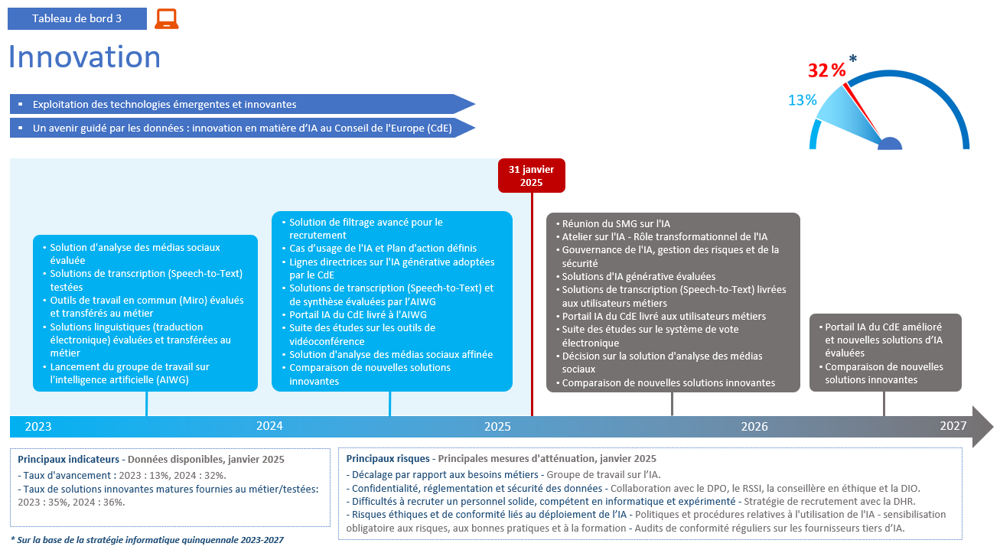 Tableau de bord 3
Innovation
▪ Exploitation des technologies émergentes et innovantes
▪ Un avenir guidé par les données : innovation en matière d’IA au Conseil de l'Europe (CdE)
32 % *
13%
31 janvier
2025
• Solution d'analyse des médias sociaux
évaluée
• Solutions de transcription (Speech-to-Text)
testées
• Outils de travail en commun (Miro) évalués
et transférés au métier
• Solutions linguistiques (traduction
électronique) évaluées et transférées au
métier
• Lancement du groupe de travail sur
l'intelligence artificielle (AIWG)
• Solution de filtrage avancé pour le
recrutement
• Cas d’usage de l'IA et Plan d'action définis
• Lignes directrices sur l'IA générative adoptées
par le CdE
• Solutions de transcription (Speech-to-Text) et
de synthèse évaluées par l’AIWG
• Portail IA du CdE livré à l'AIWG
• Suite des études sur les outils de
vidéoconférence
• Solution d'analyse des médias sociaux affinée
• Comparaison de nouvelles solutions
innovantes
• Réunion du SMG sur l'IA
• Atelier sur l'IA - Rôle transformationnel de l'IA
• Gouvernance de l'IA, gestion des risques et de la
sécurité
• Solutions d'IA générative évaluées
• Solutions de transcription (Speech-to-Text) livrées
aux utilisateurs métiers
• Portail IA du CdE livré aux utilisateurs métiers
• Suite des études sur le système de vote
électronique
• Décision sur la solution d'analyse des médias
sociaux
• Comparaison de nouvelles solutions innovantes
• Portail IA du CdE amélioré
et nouvelles solutions d’IA
évaluées
• Comparaison de nouvelles
solutions innovantes
2023
2024
2025
2026
2027
Principaux indicateurs - Données disponibles, janvier 2025
- Taux d'avancement : 2023 : 13%, 2024 : 32%.
- Taux de solutions innovantes matures fournies au métier/testées:
2023 : 35%, 2024 : 36%.
Principaux risques - Principales mesures d'atténuation, janvier 2025
- Décalage par rapport aux besoins métiers - Groupe de travail sur l’IA.
- Confidentialité, réglementation et sécurité des données - Collaboration avec le DPO, le RSSI, la conseillère en éthique et la DIO.
- Difficultés à recruter un personnel solide, compétent en informatique et expérimenté - Stratégie de recrutement avec la DHR.
- Risques éthiques et de conformité liés au déploiement de l’IA - Politiques et procédures relatives à l'utilisation de l'IA - sensibilisation
obligatoire aux risques, aux bonnes pratiques et à la formation - Audits de conformité réguliers sur les fournisseurs tiers d’IA.
* Sur la base de la stratégie informatique quinquennale 2023-2027